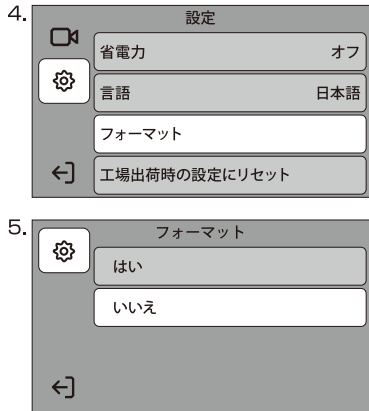 4.
設定
省電力 オフ
言語 日本語
フォーマット
工場出荷時の設定にリセット
5.
フォーマット
はい
いいえ